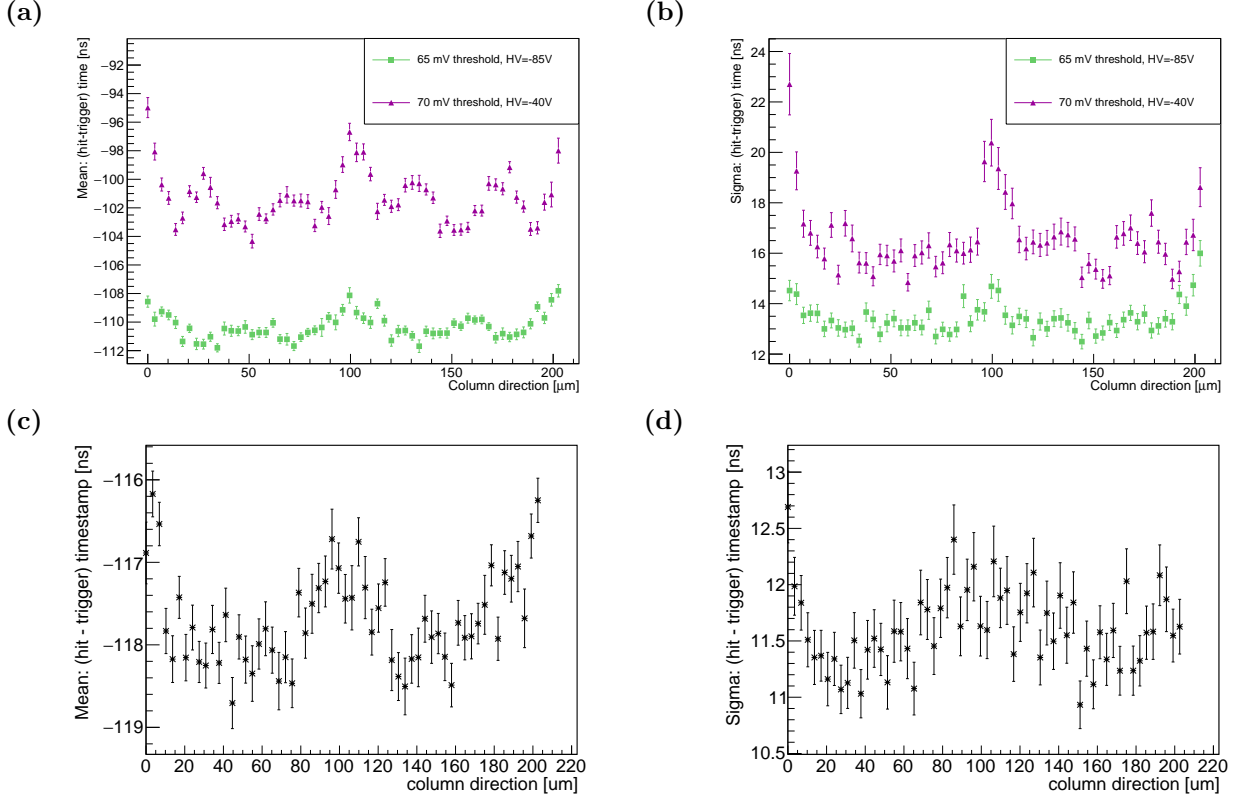 (a)
Mean: (hit-trigger) time [ns]
−92
−94
−96
−98
−100
−102
−104
−106
−108
−110
−112
65 mV threshold, HV=-85V
70 mV threshold, HV=-40V
0 50 100 150 200
Column direction [μm]
(b)
Sigma: (hit-trigger) time [ns]
24
22
20
18
16
14
12
65 mV threshold, HV=-85V
70 mV threshold, HV=-40V
0 50 100 150 200
Column direction [μm]
(c)
Mean: (hit - trigger) timestamp [ns]
−116
−117
−118
−119
0 20 40 60 80 100 120 140 160 180 200 220
column direction [um]
(d)
Sigma: (hit - trigger) timestamp [ns]
13
12.5
12
11.5
11
10.5
0 20 40 60 80 100 120 140 160 180 200 220
column direction [um]